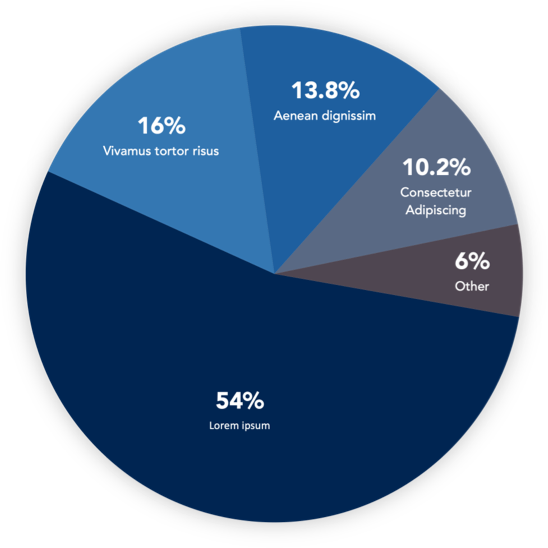 13.8%
Aenean dignissim
16%
Vivamus tortor risus
10.2%
Consectetur
Adipiscing
6%
Other
54%
Lorem ipsum